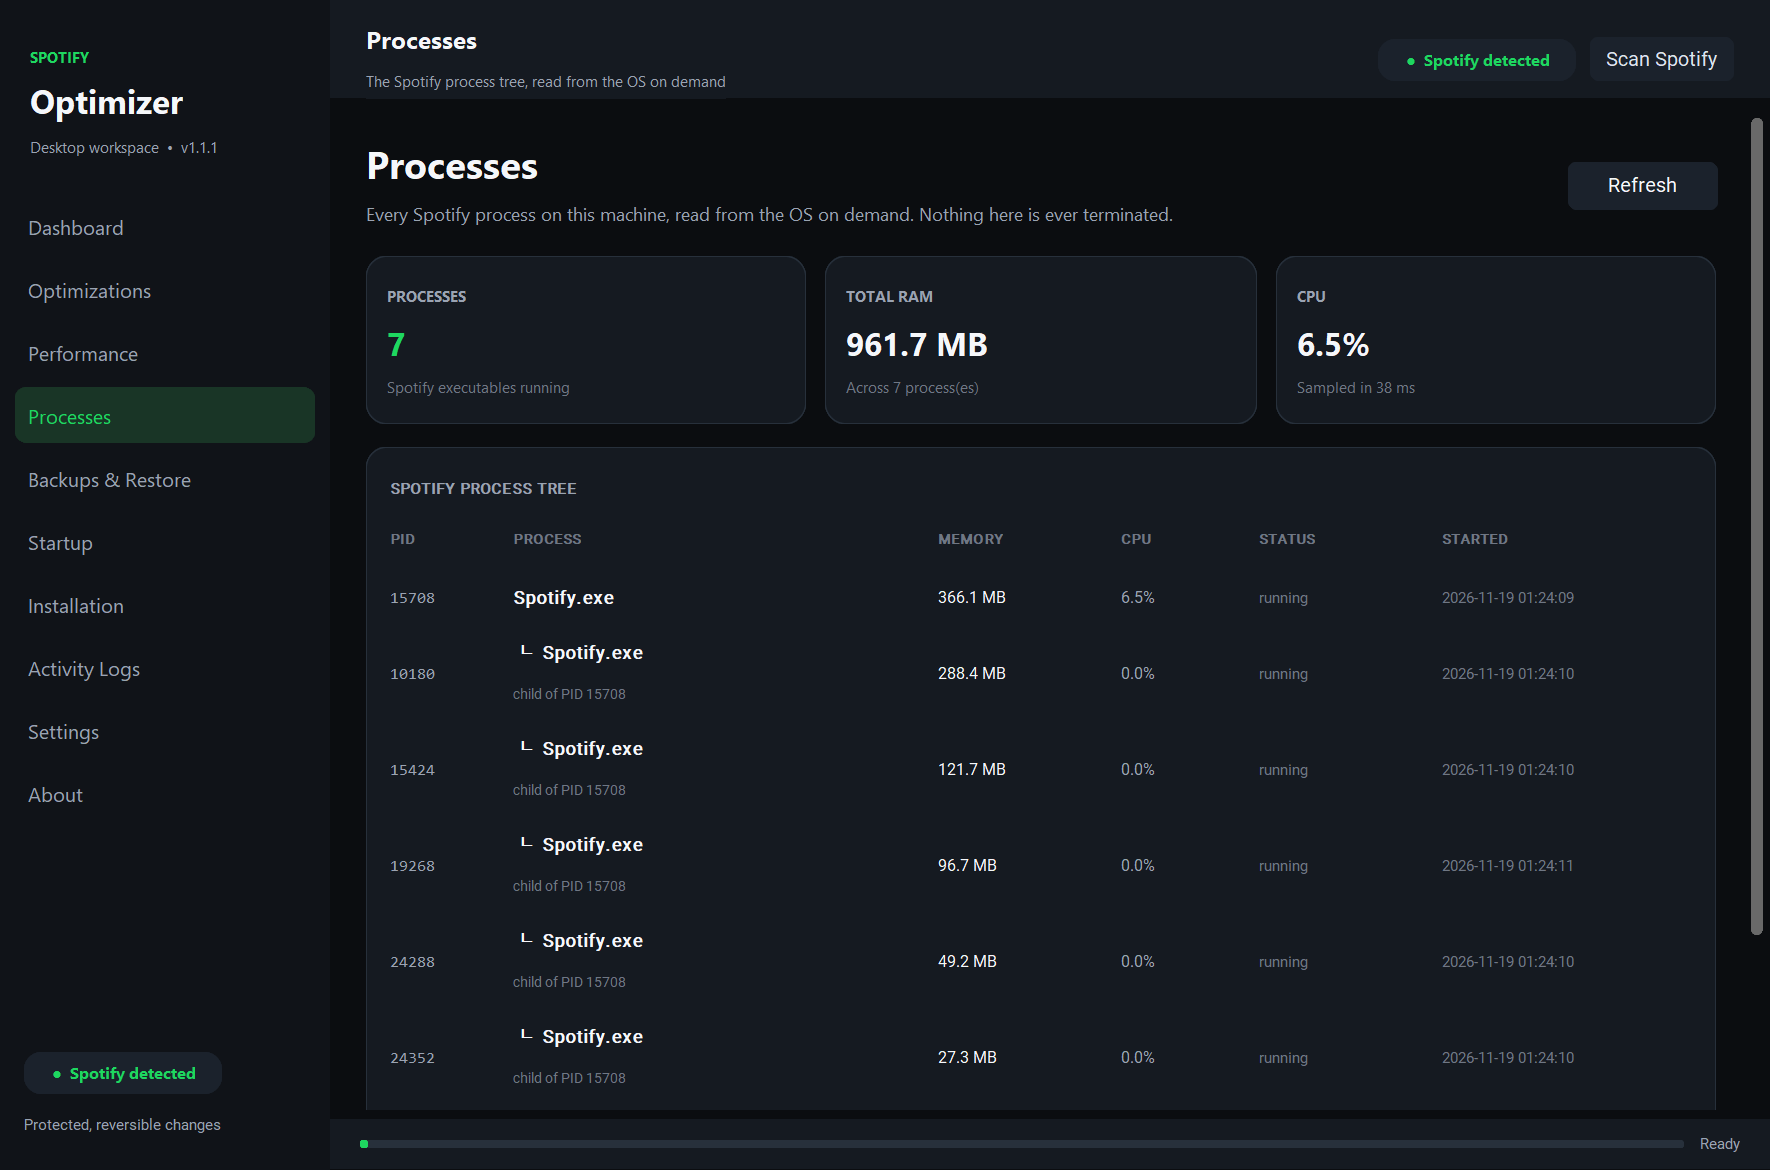 SPOTIFY
Optimizer
Desktop workspace • v1.1.1
Dashboard
Optimizations
Performance
Processes
Backups & Restore
Startup
Installation
Activity Logs
Settings
About
● Spotify detected
Protected, reversible changes
Processes
The Spotify process tree, read from the OS on demand
● Spotify detected
Scan Spotify
Processes
Every Spotify process on this machine, read from the OS on demand. Nothing here is ever terminated.
Refresh
PROCESSES
7
Spotify executables running
TOTAL RAM
961.7 MB
Across 7 process(es)
CPU
6.5%
Sampled in 38 ms
SPOTIFY PROCESS TREE
PID PROCESS MEMORY CPU STATUS STARTED
15708 Spotify.exe 366.1 MB 6.5% running 2026-11-19 01:24:09
└ Spotify.exe
10180 288.4 MB 0.0% running 2026-11-19 01:24:10
child of PID 15708
└ Spotify.exe
15424 121.7 MB 0.0% running 2026-11-19 01:24:10
child of PID 15708
└ Spotify.exe
19268 96.7 MB 0.0% running 2026-11-19 01:24:11
child of PID 15708
└ Spotify.exe
24288 49.2 MB 0.0% running 2026-11-19 01:24:10
child of PID 15708
└ Spotify.exe
24352 27.3 MB 0.0% running 2026-11-19 01:24:10
child of PID 15708
Ready